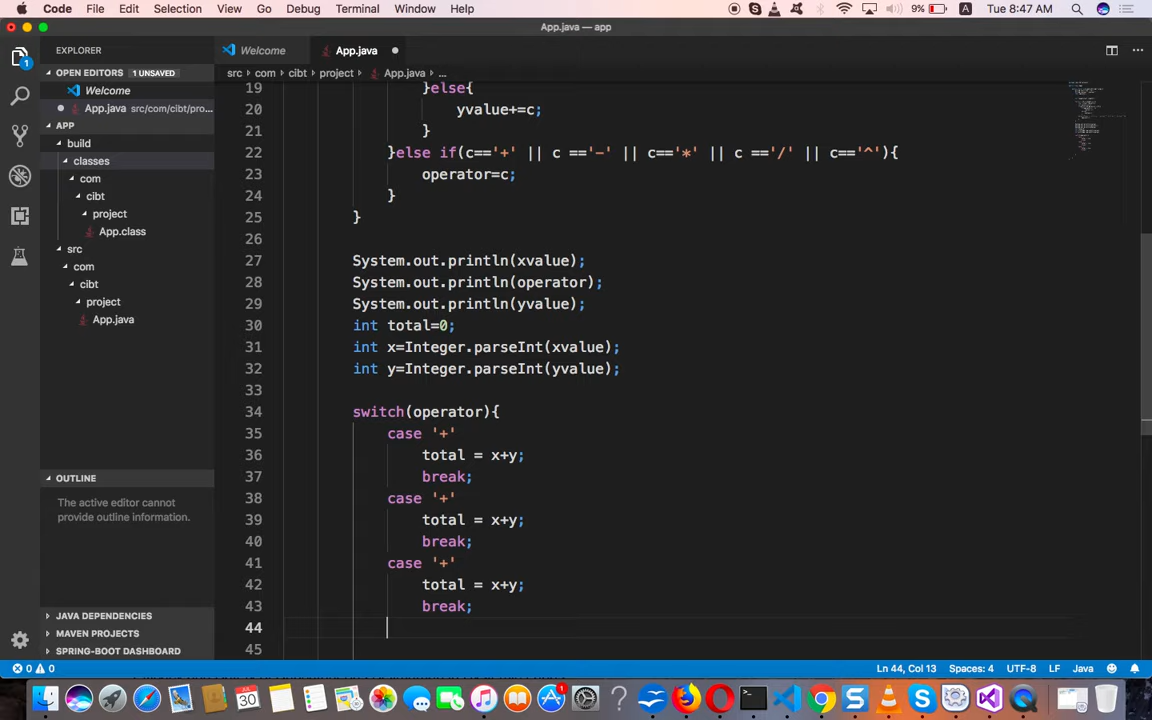 Code File Edit Selection View Go Debug Terminal Window Help 9% A Tue 8:47 AM
App.java — app
EXPLORER
Welcome
App.java
OPEN EDITORS 1 UNSAVED
src com cibt project App.java ...
Welcome
App.java src/com/cibt/pro...
APP
build
classes
com
cibt
project
App.class
src
com
cibt
project
App.java
OUTLINE
The active editor cannot
provide outline information.
JAVA DEPENDENCIES
MAVEN PROJECTS
SPRING-BOOT DASHBOARD
19 }else{
20 yvalue+=c;
21 }
22 }else if(c=='+' || c =='-' || c=='*' || c =='/' || c=='^'){
23 operator=c;
24 }
25 }
26
27 System.out.println(xvalue);
28 System.out.println(operator);
29 System.out.println(yvalue);
30 int total=0;
31 int x=Integer.parseInt(xvalue);
32 int y=Integer.parseInt(yvalue);
33
34 switch(operator){
35 case '+'
36 total = x+y;
37 break;
38 case '+'
39 total = x+y;
40 break;
41 case '+'
42 total = x+y;
43 break;
44
45
0 0 Ln 44, Col 13 Spaces: 4 UTF-8 LF Java
1
JUL
30
1